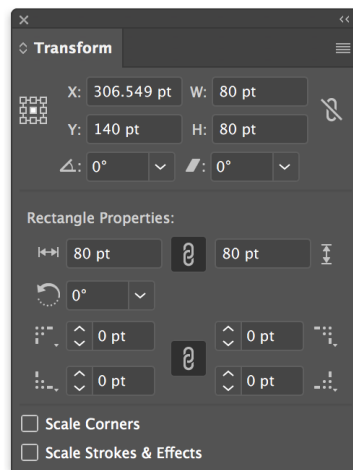 Transform
X: 306.549 pt W: 80 pt
Y: 140 pt H: 80 pt
: 0° : 0°
Rectangle Properties:
80 pt 80 pt
0°
0 pt 0 pt
0 pt 0 pt
Scale Corners
Scale Strokes & Effects